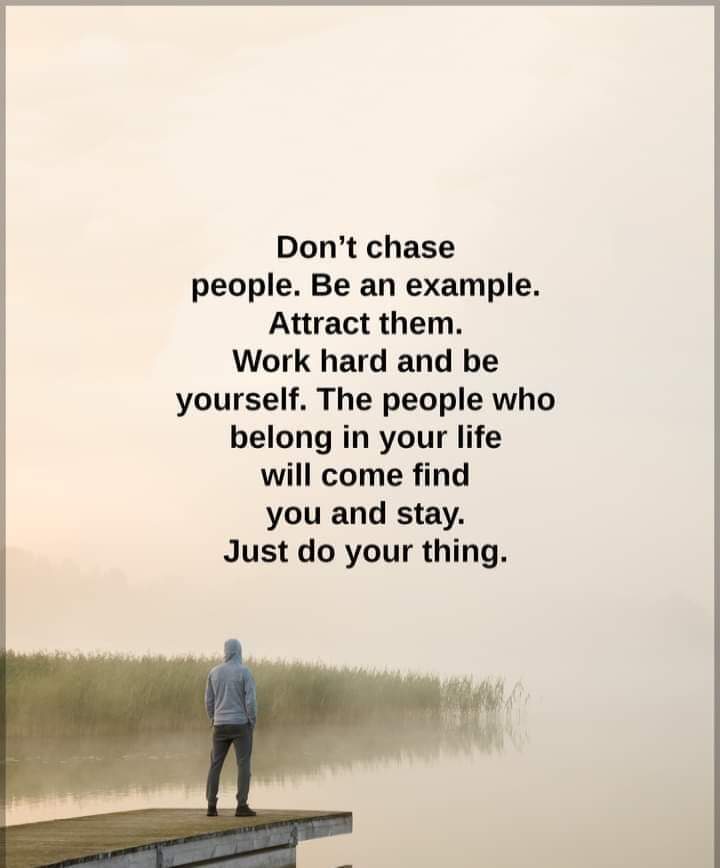 Don’t chase
people. Be an example.
Attract them.
Work hard and be
yourself. The people who
belong in your life
will come find
you and stay.
Just do your thing.